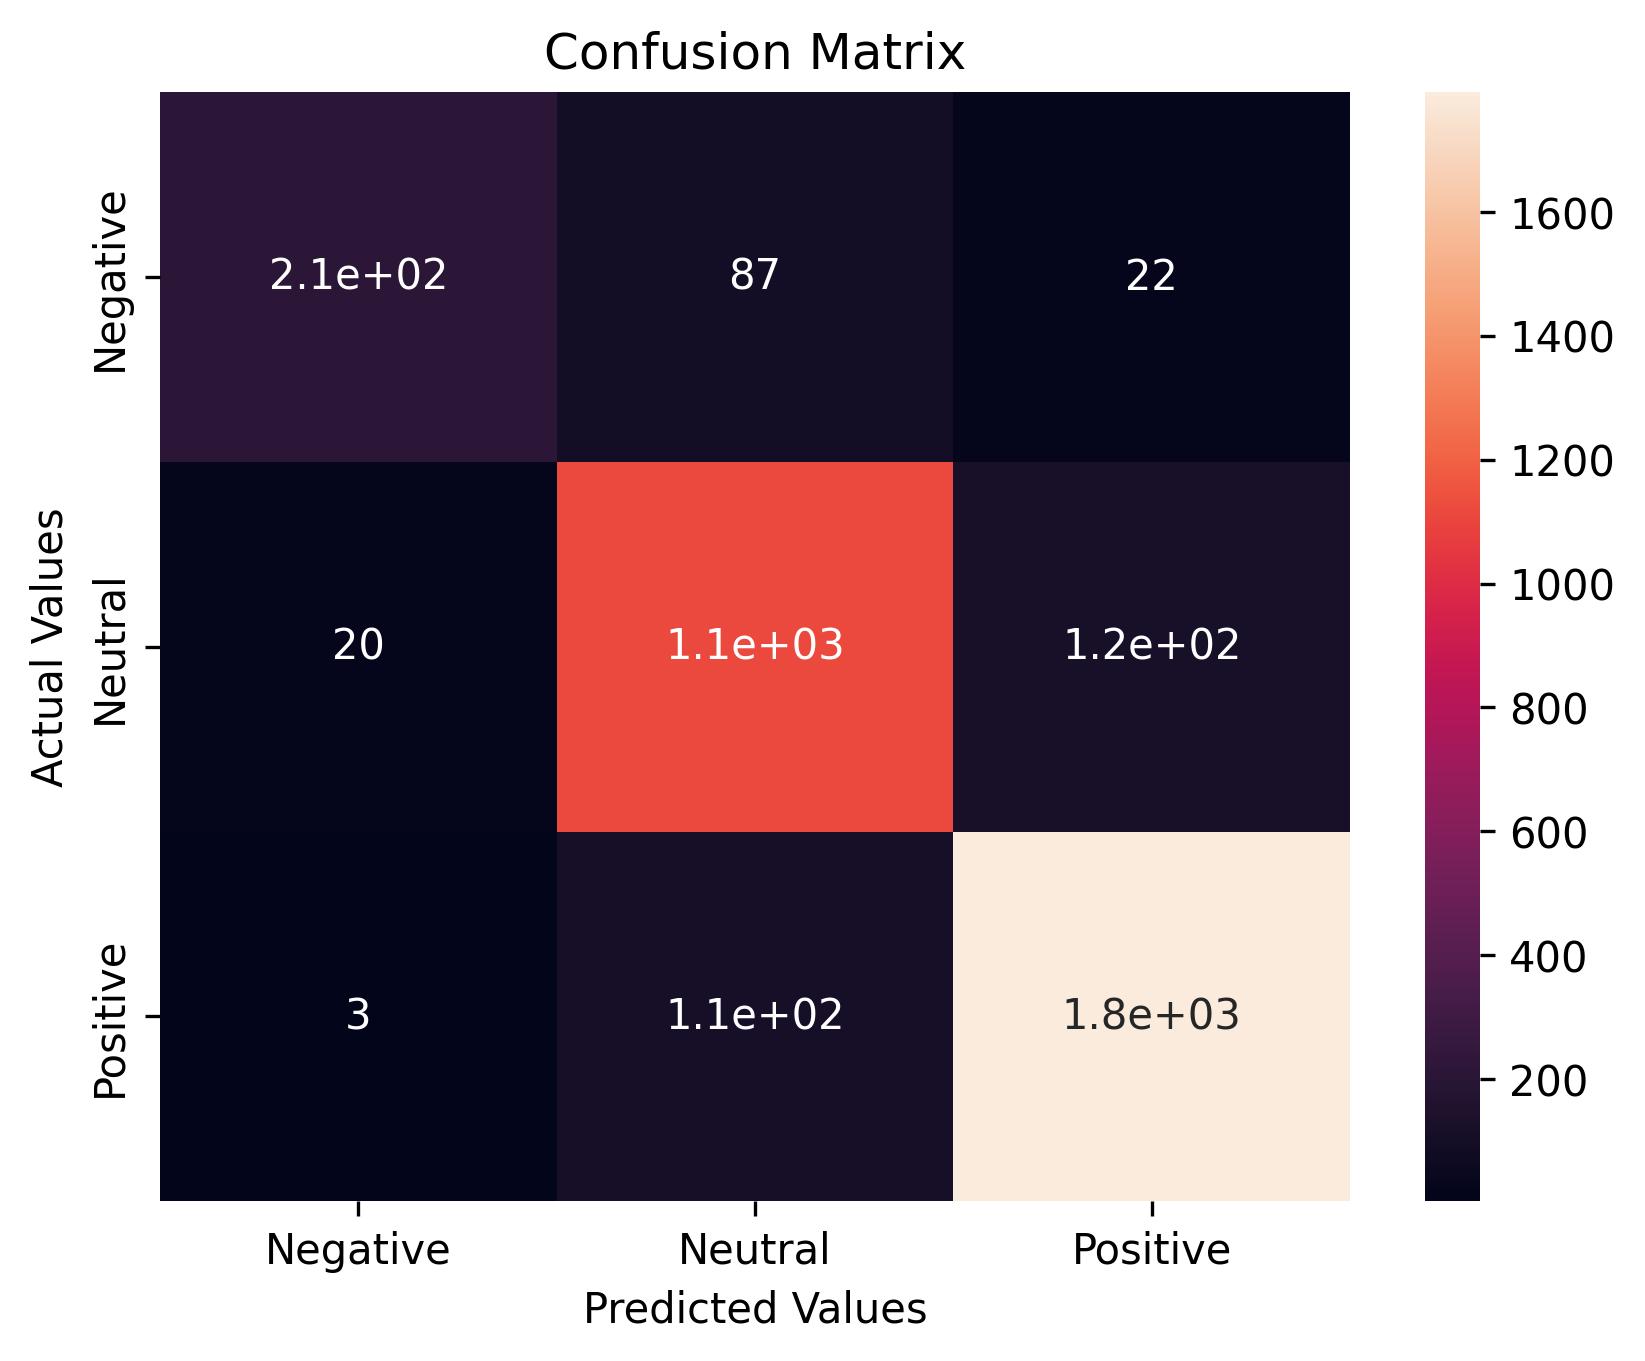 Confusion Matrix
Actual Values
Negative
2.1e+02
87
22
Neutral
20
1.1e+03
1.2e+02
Positive
3
1.1e+02
1.8e+03
Negative
Neutral
Positive
Predicted Values
1600
1400
1200
1000
800
600
400
200